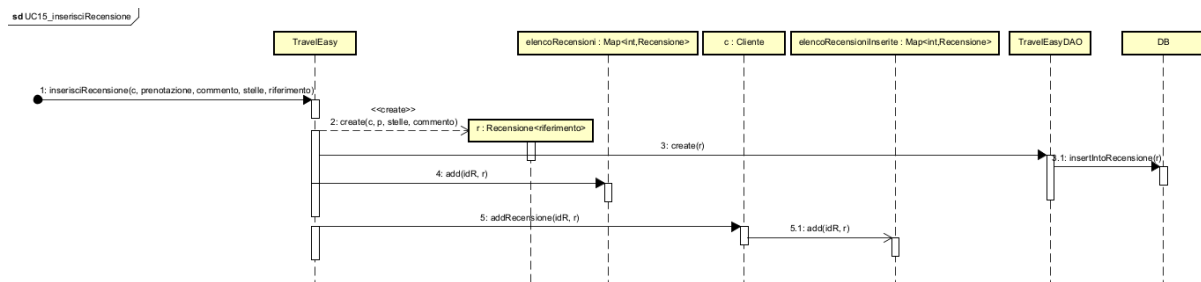 sd UC15_inserisciRecensione
TravelEasy
elencoRecensioni : Map<int,Recensione>
c : Cliente
elencoRecensioniInserite : Map<int,Recensione>
TravelEasyDAO
DB
1: inserisciRecensione(c, prenotazione, commento, stelle, riferimento)
<<create>>
2: create(c, p, stelle, commento)
r : Recensione<riferimento>
3: create(r)
3.1: insertIntoRecensione(r)
4: add(idR, r)
5: addRecensione(idR, r)
5.1: add(idR, r)